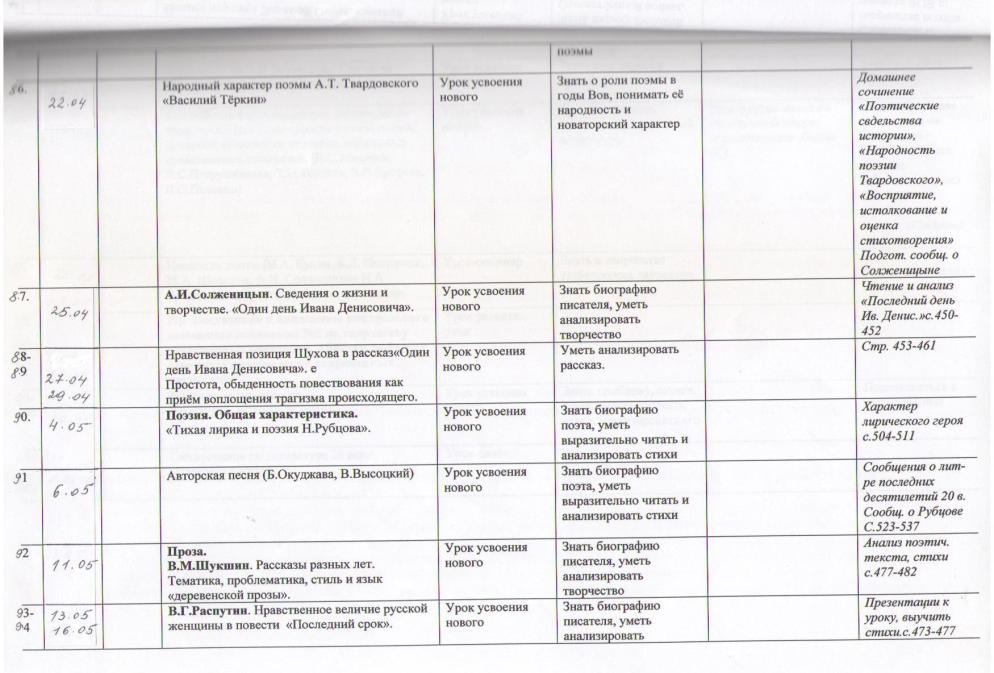 поэмы
86.
22.04
Народный характер поэмы А.Т. Твардовского
«Василий Тёркин»
Урок усвоения
нового
Знать о роли поэмы в
годы Вов, понимать её
народность и
новаторский характер
Домашнее
сочинение
«Поэтические
свдельства
истории»,
«Народность
поэзии
Твардовского»,
«Восприятие,
истолкование и
оценка
стихотворения»
Подгот. сообщ. о
Солженицыне
87.
25.04
А.И.Солженицын. Сведения о жизни и
творчестве. «Один день Ивана Денисовича».
Урок усвоения
нового
Знать биографию
писателя, уметь
анализировать
творчество
Чтение и анализ
«Последний день
Ив. Денис.»с.450-
452
88-
89
27.04
29.04
Нравственная позиция Шухова в рассказ«Один
день Ивана Денисовича». е
Простота, обыденность повествования как
приём воплощения трагизма происходящего.
Урок усвоения
нового
Уметь анализировать
рассказ.
Стр. 453-461
90.
4.05
Поэзия. Общая характеристика.
«Тихая лирика и поэзия Н.Рубцова».
Урок усвоения
нового
Знать биографию
поэта, уметь
выразительно читать и
анализировать стихи
Характер
лирического героя
с.504-511
91
6.05
Авторская песня (Б.Окуджава, В.Высоцкий)
Урок усвоения
нового
Знать биографию
поэта, уметь
выразительно читать и
анализировать стихи
Сообщения о лит-
ре последних
десятилетий 20 в.
Сообщ. о Рубцове
С.523-537
92
11.05
Проза.
В.М.Шукшин. Рассказы разных лет.
Тематика, проблематика, стиль и язык
«деревенской прозы».
Урок усвоения
нового
Знать биографию
писателя, уметь
анализировать
творчество
Анализ поэтич.
текста, стихи
с.477-482
93-
94
13.05
16.05
В.Г.Распутин. Нравственное величие русской
женщины в повести «Последний срок».
Урок усвоения
нового
Знать биографию
писателя, уметь
анализировать
Презентации к
уроку, выучить
стихи.с.473-477